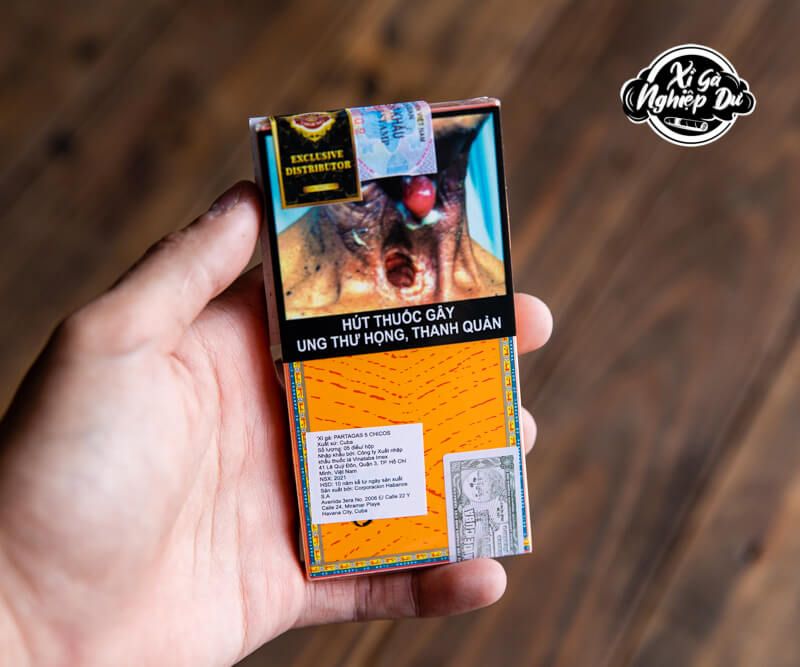 Xì Gà
Nghiệp Dư
EXCLUSIVE
DISTRIBUTOR
VIỆT NAM
HÚT THUỐC GÂY
UNG THƯ HỌNG, THANH QUẢN
Xì gà: PARTAGAS 5 CHICOS
Xuất xứ: Cuba
Số lượng: 05 điếu/ hộp
Nhập khẩu bởi: Công ty Xuất nhập
khẩu thuốc lá Vinataba Imex
41 Lê Quý Đôn, Quận 3, TP Hồ Chí
Minh, Việt Nam
NSX: 2021
HSD: 10 năm kể từ ngày sản xuất
Sản xuất bởi: Corporacion Habanos
S.A
Avenida 3era No. 2006 E/ Calle 22 Y
Calle 24, Miramar Playa
Havana City, Cuba